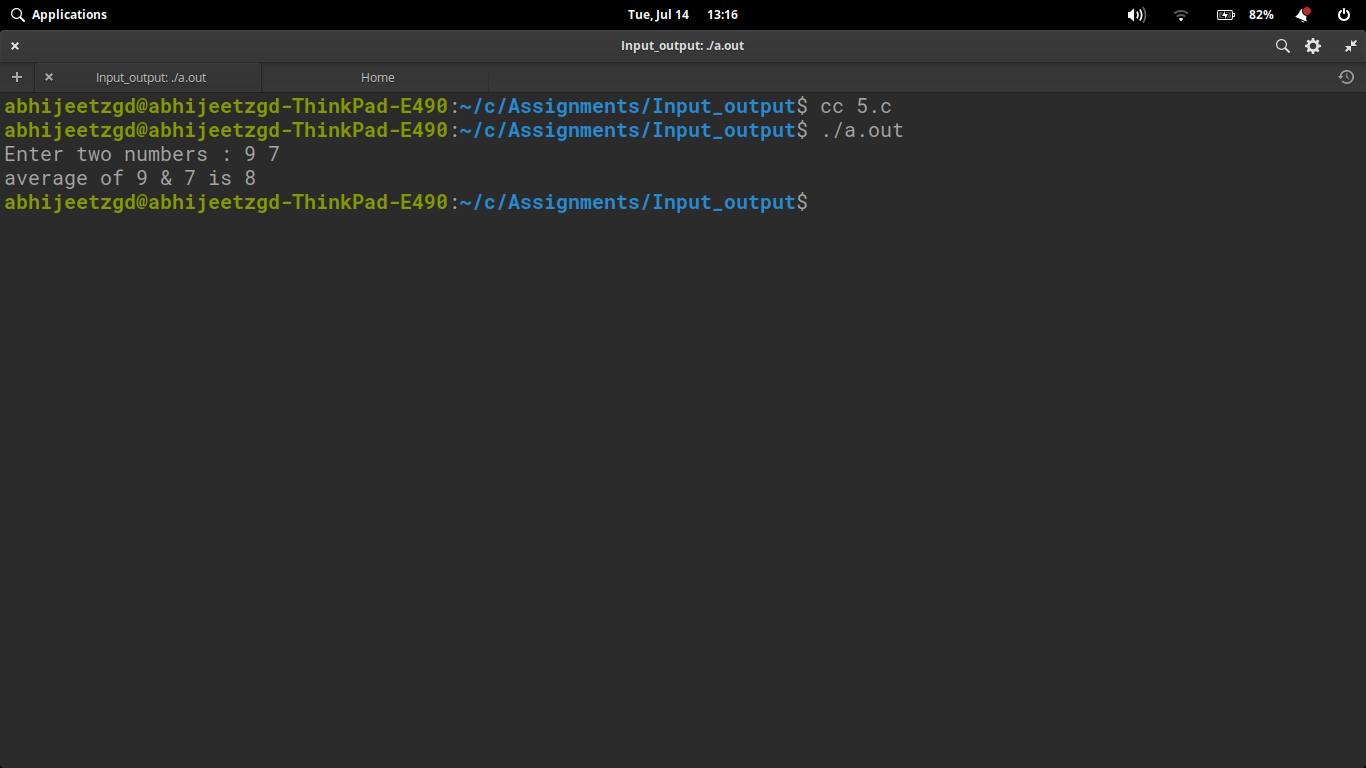 Applications
Tue, Jul 14 13:16
82%
Input_output: ./a.out
Input_output: ./a.out
Home
abhijeetzgd@abhijeetzgd-ThinkPad-E490:~/c/Assignments/Input_output$ cc 5.c
abhijeetzgd@abhijeetzgd-ThinkPad-E490:~/c/Assignments/Input_output$ ./a.out
Enter two numbers : 9 7
average of 9 & 7 is 8
abhijeetzgd@abhijeetzgd-ThinkPad-E490:~/c/Assignments/Input_output$